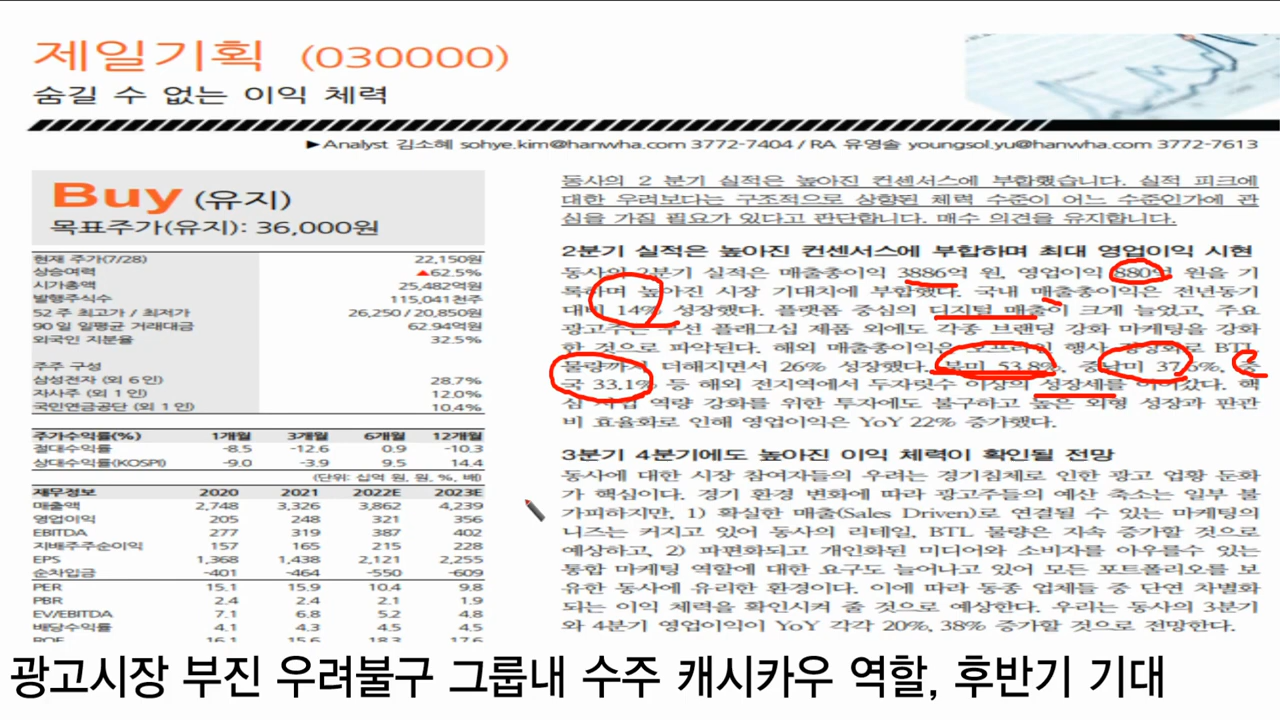 제일기획 (030000)
숨길 수 없는 이익 체력
▶Analyst 김소혜 sohye.kim@hanwha.com 3772-7404 / RA 유영솔 youngsol.yu@hanwha.com 3772-7613
Buy (유지)
목표주가(유지): 36,000원
현재 주가(7/28) 22,150원
상승여력 ▲62.5%
시가총액 25,482억원
발행주식수 115,041천주
52 주 최고가 / 최저가 26,250 / 20,850원
90 일 일평균 거래대금 62.94억원
외국인 지분율 32.5%
주주 구성
삼성전자 (외 6 인) 28.7%
자사주 (외 1 인) 12.0%
국민연금공단 (외 1 인) 10.4%
주가수익률(%) 1개월 3개월 6개월 12개월
절대수익률 -8.5 -12.6 0.9 -10.3
상대수익률(KOSPI) -9.0 -3.9 9.5 14.4
(단위: 십억 원, 원, %, 배)
재무정보 2020 2021 2022E 2023E
매출액 2,748 3,326 3,862 4,239
영업이익 205 248 321 356
EBITDA 277 319 387 402
지배주주순이익 157 165 215 228
EPS 1,368 1,438 2,121 2,255
순차입금 -401 -464 -550 -609
PER 15.1 15.9 10.4 9.8
PBR 2.4 2.4 2.1 1.9
EV/EBITDA 7.1 6.8 5.2 4.8
배당수익률 4.1 4.3 4.5 4.5
ROE 16.1 15.6 18.3 17.6
동사의 2 분기 실적은 높아진 컨센서스에 부합했습니다. 실적 피크에
대한 우려보다는 구조적으로 상향된 체력 수준이 어느 수준인가에 관
심을 가질 필요가 있다고 판단합니다. 매수 의견을 유지합니다.
2분기 실적은 높아진 컨센서스에 부합하며 최대 영업이익 시현
동사의 2분기 실적은 매출총이익 3886억 원, 영업이익 880억 원을 기
록하며 높아진 시장 기대치에 부합했다. 국내 매출총이익은 전년동기
대비 14% 성장했다. 플랫폼 중심의 디지털 매출이 크게 늘었고, 주요
광고주는 우선 플래그십 제품 외에도 각종 브랜딩 강화 마케팅을 강화
한 것으로 파악된다. 해외 매출총이익은 오프라인 행사 정상화로 BTL
물량까지 더해지면서 26% 성장했다. 북미 53.8%, 중남미 37.6%, 중
국 33.1% 등 해외 전지역에서 두자릿수 이상의 성장세를 이어갔다. 핵
심 사업 역량 강화를 위한 투자에도 불구하고 높은 외형 성장과 판관
비 효율화로 인해 영업이익은 YoY 22% 증가했다.
3분기 4분기에도 높아진 이익 체력이 확인될 전망
동사에 대한 시장 참여자들의 우려는 경기침체로 인한 광고 업황 둔화
가 핵심이다. 경기 환경 변화에 따라 광고주들의 예산 축소는 일부 불
가피하지만, 1) 확실한 매출(Sales Driven)로 연결될 수 있는 마케팅의
니즈는 커지고 있어 동사의 리테일, BTL 물량은 지속 증가할 것으로
예상하고, 2) 파편화되고 개인화된 미디어와 소비자를 아우를수 있는
통합 마케팅 역할에 대한 요구도 늘어나고 있어 모든 포트폴리오를 보
유한 동사에 유리한 환경이다. 이에 따라 동종 업체들 중 단연 차별화
되는 이익 체력을 확인시켜 줄 것으로 예상한다. 우리는 동사의 3분기
와 4분기 영업이익이 YoY 각각 20%, 38% 증가할 것으로 전망한다.
광고시장 부진 우려불구 그룹내 수주 캐시카우 역할, 후반기 기대